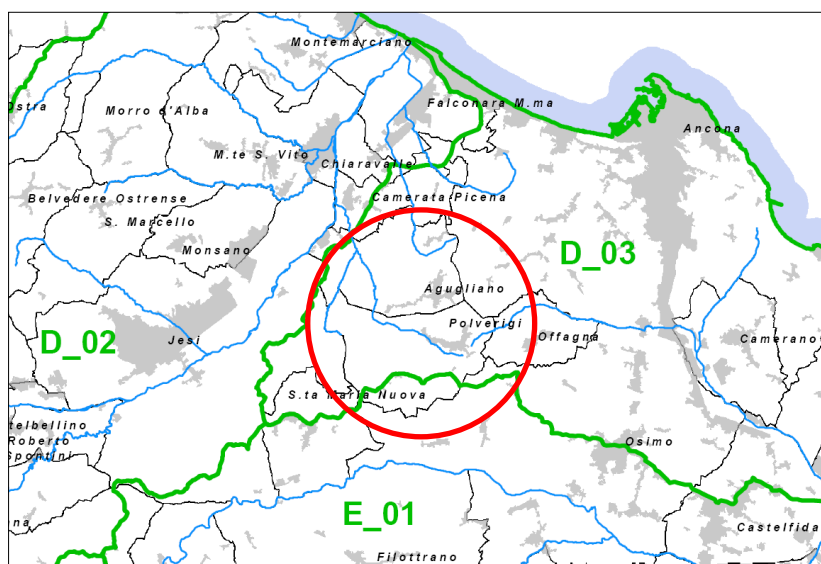 Montemarciano
Ostra
Morro d'Alba
Falconara M.ma
Ancona
M.te S. Vito
Chiaravalle
Camerata Picena
Belvedere Ostrense
S. Marcello
Monsano
D_03
Agugliano
Polverigi
Offagna
Camerano
D_02
Jesi
S.ta Maria Nuova
telbellino
Roberto
Spontini
Osimo
E_01
na
Castelfida
Filottrano